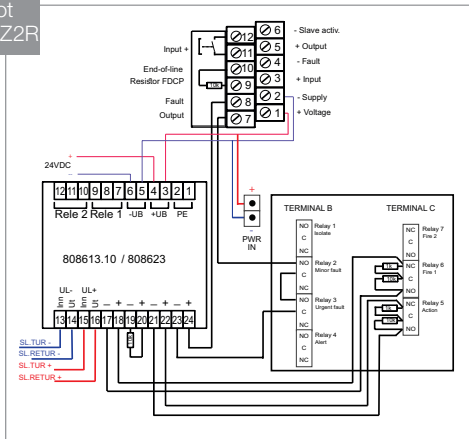 ot
Z2R
Input +
End-of-line
Resistor FDCP
Fault
Output
10k
12
11
10
9
8
7
6
5
4
3
2
1
- Slave activ.
+ Output
- Fault
+ Input
- Supply
+ Voltage
24VDC
+
–
12 11 10 9 8 7 6 5 4 3 2 1
Rele 2 Rele 1 -UB +UB PE
808613.10 / 808623
UL- UL+
Inn Ut Inn Ut – + – + – + – +
13 14 15 16 17 18 19 20 21 22 23 24
SL.TUR -
SL.RETUR -
SL.TUR +
SL.RETUR +
+
-
PWR
IN
TERMINAL B
NO Relay 1
C Isolate
NC
NO Relay 2
C Minor fault
NC
NO Relay 3
C Urgent fault
NC
NO Relay 4
C Alert
NC
TERMINAL C
NC Relay 7
C Fire 2
NO
NC Relay 6
C Fire 1
NO
NC Relay 5
C Action
NO